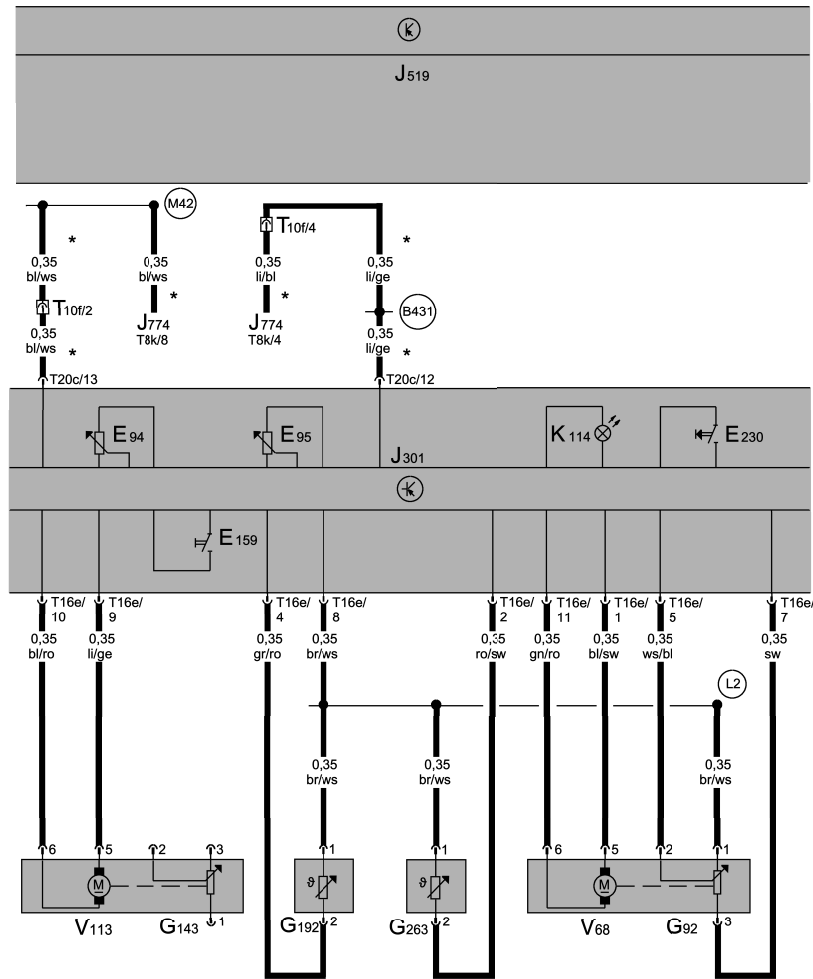 J519
M42
T10f/4
*
*
0,35
bl/ws
0,35
bl/ws
0,35
li/bl
0,35
li/ge
*
*
T10f/2
J774
T8k/8
J774
T8k/4
B431
0,35
bl/ws
*
0,35
li/ge
*
T20c/13
T20c/12
E94
E95
K114
E230
J301
E159
T16e/
10
T16e/
9
T16e/
4
T16e/
8
T16e/
2
T16e/
11
T16e/
1
T16e/
5
T16e/
7
0,35
bl/ro
0,35
li/ge
0,35
gr/ro
0,35
br/ws
0,35
ro/sw
0,35
gn/ro
0,35
bl/sw
0,35
ws/bl
0,35
sw
L2
0,35
br/ws
0,35
br/ws
0,35
br/ws
6
5
2
3
1
1
6
5
2
1
M
ϑ
ϑ
M
V113
G143
1
G192
2
G263
2
V68
G92
3